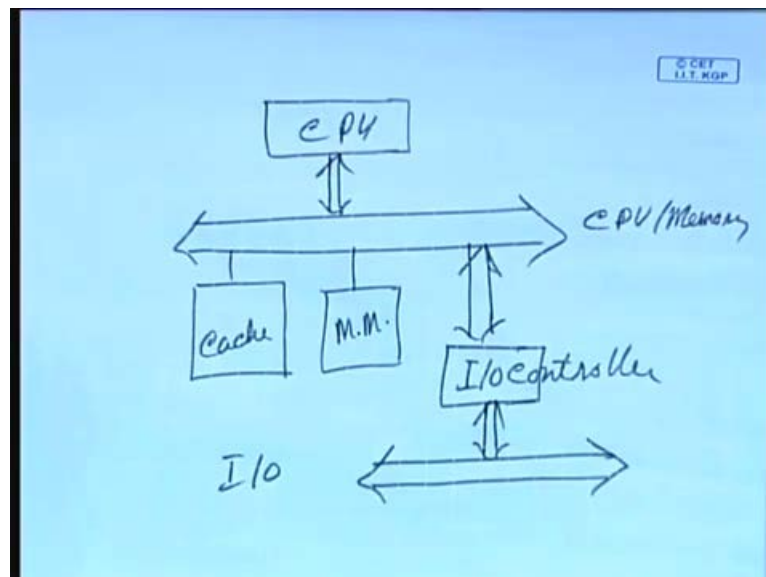 © CET
I.I.T. KGP
CPU
CPU/Memory
Cache
M.M.
I/O Controller
I/O